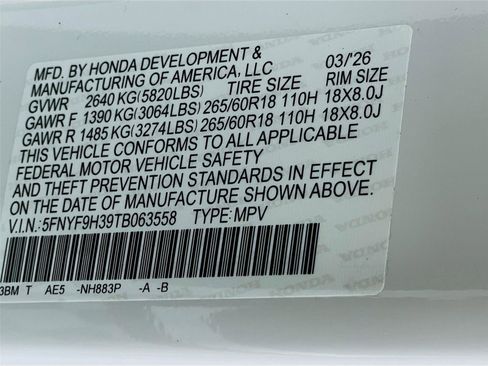 MFD. BY HONDA DEVELOPMENT & 03/'26
MANUFACTURING OF AMERICA, LLC
GVWR 2640 KG(5820LBS) TIRE SIZE RIM SIZE
GAWR F 1390 KG(3064LBS) 265/60R18 110H 18X8.0J
GAWR R 1485 KG(3274LBS) 265/60R18 110H 18X8.0J
THIS VEHICLE CONFORMS TO ALL APPLICABLE
FEDERAL MOTOR VEHICLE SAFETY
AND THEFT PREVENTION STANDARDS IN EFFECT
ON THE DATE OF MANUFACTURE SHOWN ABOVE.
V.I.N.:5FNYF9H39TB063558 TYPE:MPV
3BM T AE5 -NH883P -A -B